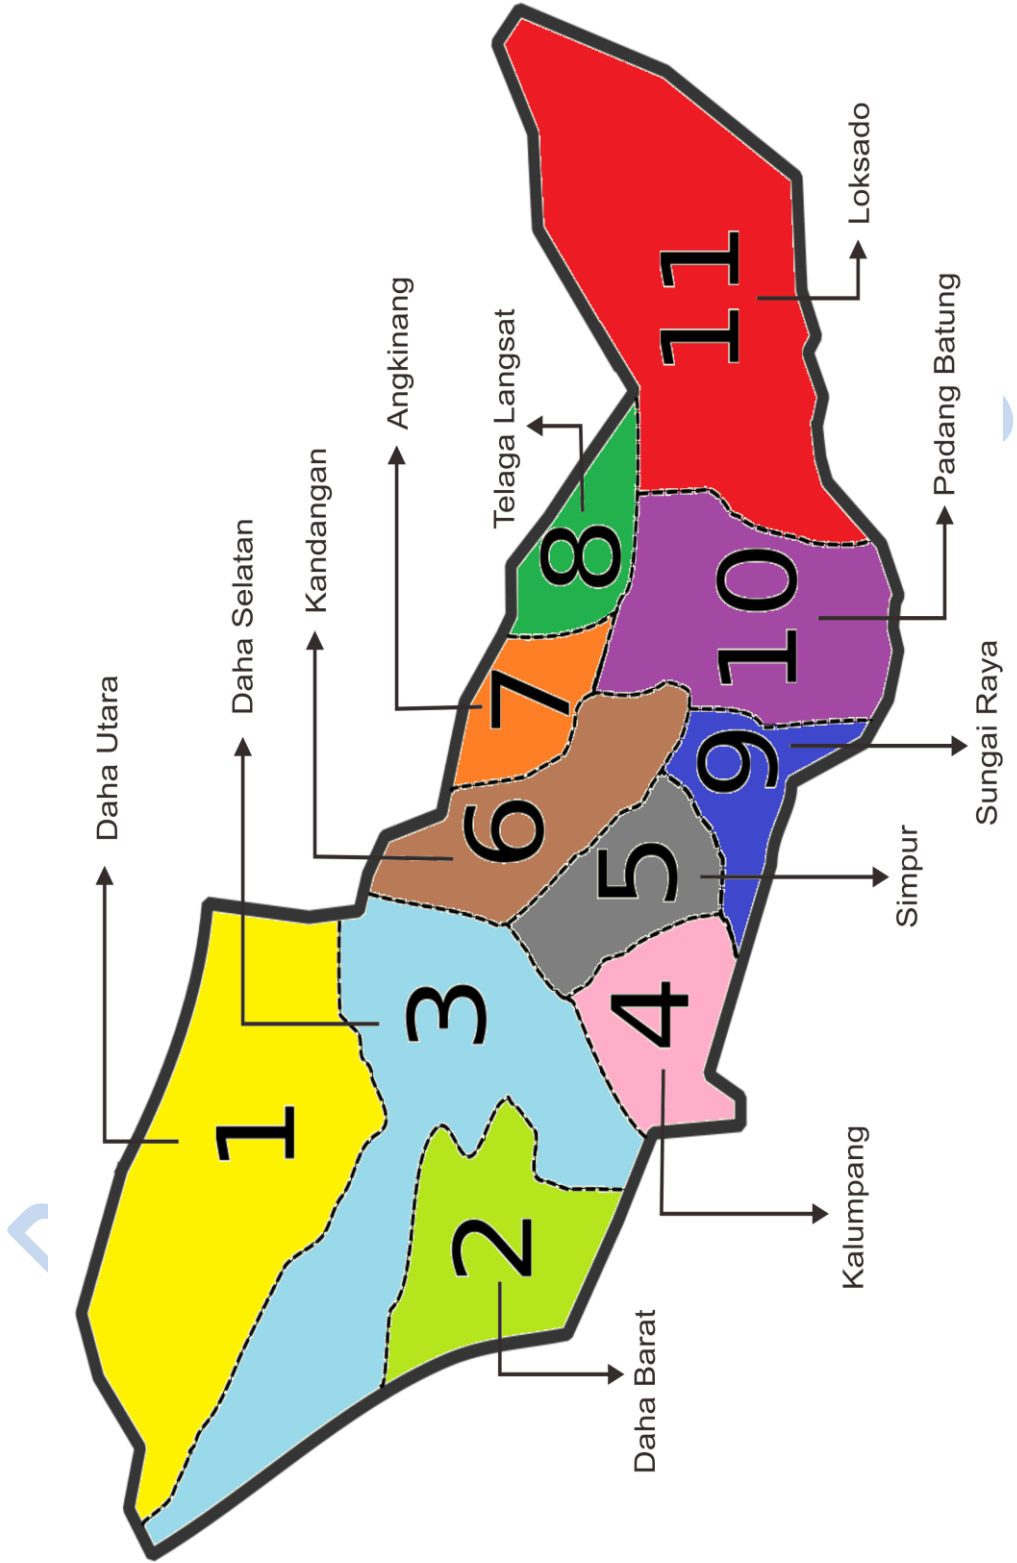 Daha Utara
Daha Selatan
Kandangan
Angkinang
Telaga Langsat
Loksado
Padang Batung
Sungai Raya
Simpur
Kalumpang
Daha Barat
1
2
3
4
5
6
7
8
9
10
11